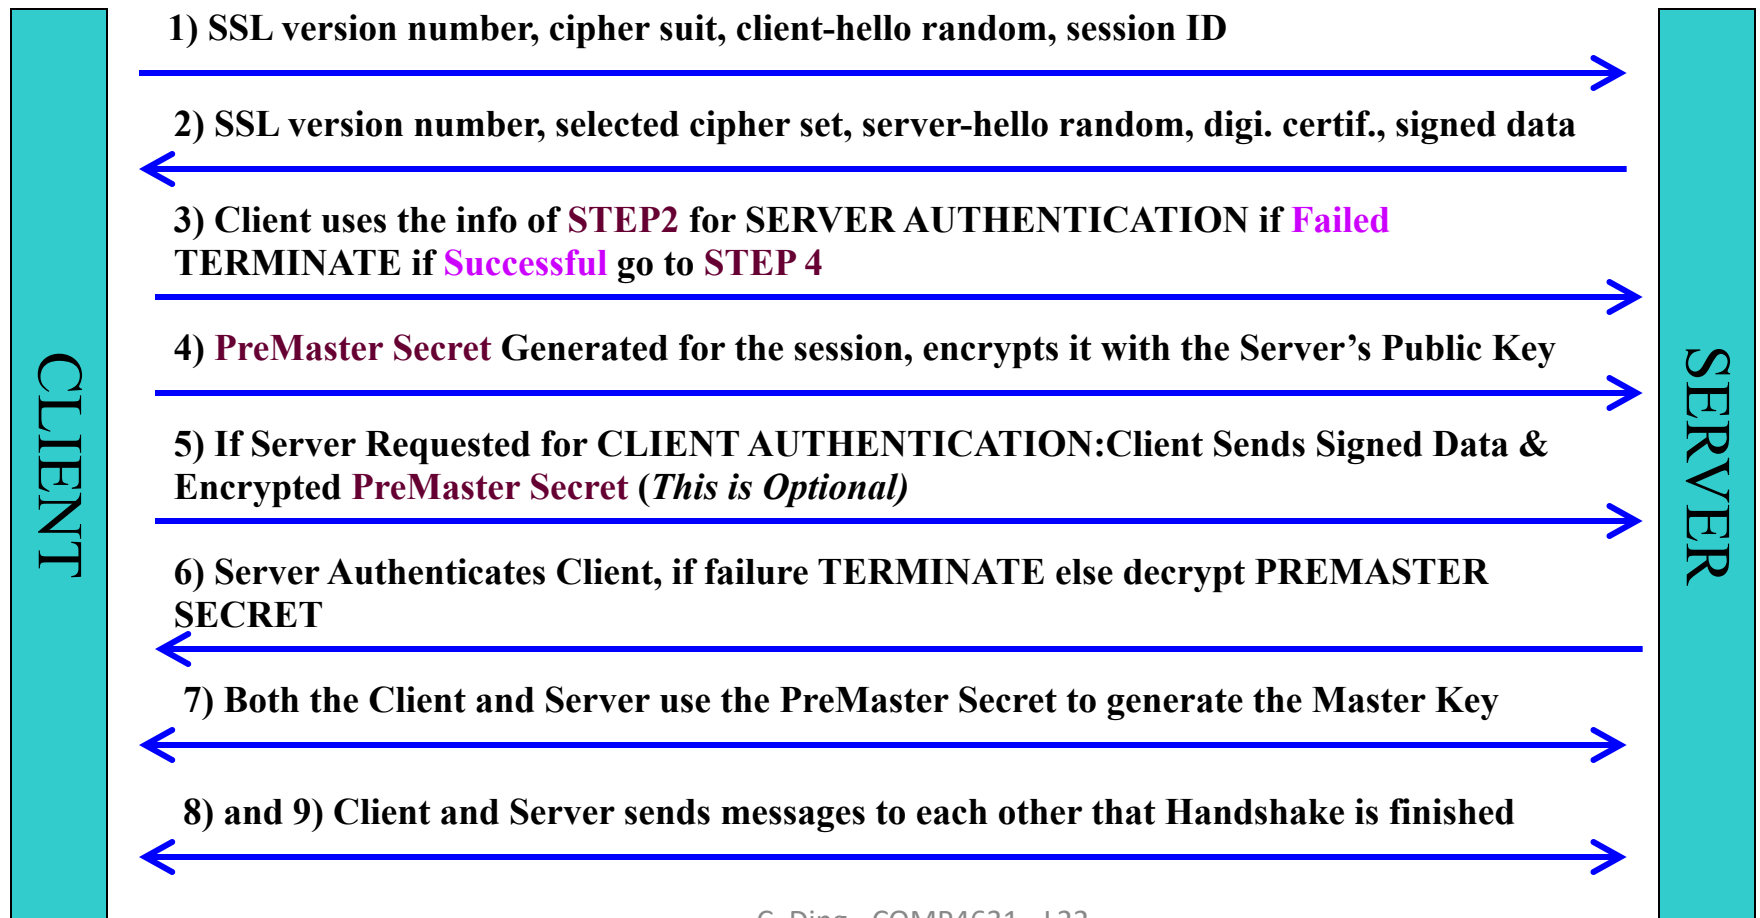 1) SSL version number, cipher suit, client-hello random, session ID
2) SSL version number, selected cipher set, server-hello random, digi. certif., signed data
3) Client uses the info of STEP2 for SERVER AUTHENTICATION if Failed
TERMINATE if Successful go to STEP 4
4) PreMaster Secret Generated for the session, encrypts it with the Server’s Public Key
5) If Server Requested for CLIENT AUTHENTICATION:Client Sends Signed Data &
Encrypted PreMaster Secret (This is Optional)
6) Server Authenticates Client, if failure TERMINATE else decrypt PREMASTER
SECRET
7) Both the Client and Server use the PreMaster Secret to generate the Master Key
8) and 9) Client and Server sends messages to each other that Handshake is finished
CLIENT
SERVER
C. Ding - COMP4631 - L22